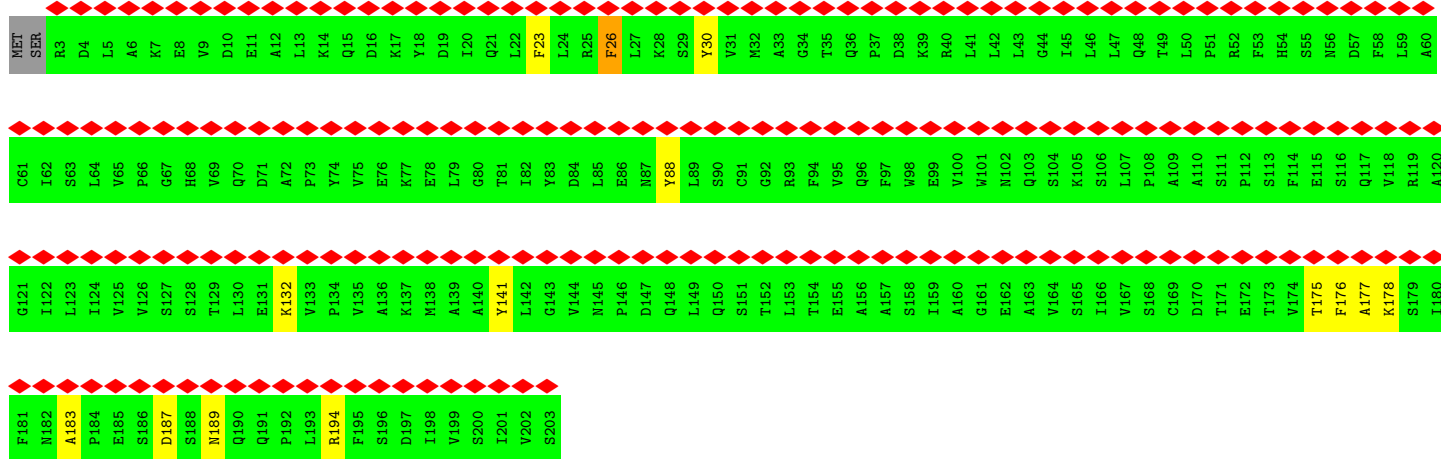 MET SER R3 D4 L5 A6 K7 E8 V9 D10 E11 A12 L13 K14 Q15 D16 K17 Y18 D19 I20 Q21 L22 F23 L24 R25 F26 L27 K28 S29 Y30 V31 M32 A33 G34 T35 Q36 P37 D38 K39 R40 L41 L42 L43 G44 I45 L46 L47 Q48 T49 L50 P51 R52 F53 H54 S55 N56 D57 F58 L59 A60
C61 I62 S63 L64 V65 P66 G67 H68 V69 Q70 D71 A72 P73 Y74 V75 E76 K77 E78 L79 G80 T81 I82 Y83 D84 L85 E86 N87 Y88 L89 S90 C91 G92 R93 F94 V95 Q96 F97 W98 E99 V100 W101 N102 Q103 S104 K105 S106 L107 P108 A109 A110 S111 P112 S113 F114 E115 S116 Q117 V118 R119 A120
G121 I122 L123 I124 V125 V126 S127 S128 T129 L130 E131 K132 V133 P134 V135 A136 K137 M138 A139 A140 Y141 L142 G143 V144 N145 P146 D147 Q148 L149 Q150 S151 T152 L153 T154 E155 A156 A157 S158 I159 A160 G161 E162 A163 V164 S165 I166 V167 S168 C169 D170 T171 E172 T173 V174 T175 F176 A177 K178 S179 I180
F181 N182 A183 P184 E185 S186 D187 S188 N189 Q190 Q191 P192 L193 R194 F195 S196 D197 I198 V199 S200 I201 V202 S203